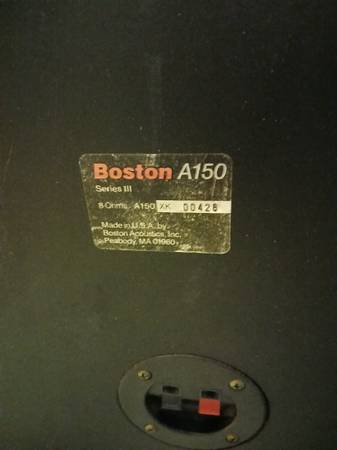 Boston A150
Series III
8 Ohms A150 XK 00428
Made in U.S.A. by
Boston Acoustics, Inc.
Peabody, MA 01960